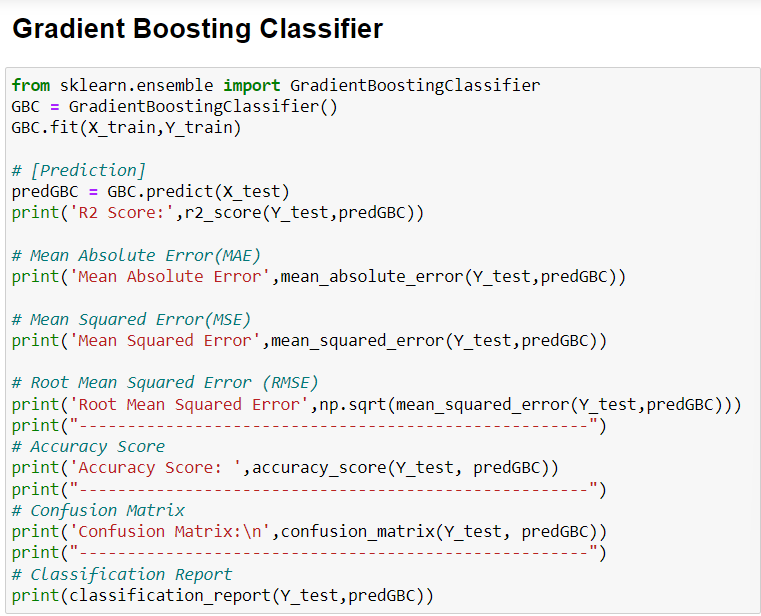 Gradient Boosting Classifier
from sklearn.ensemble import GradientBoostingClassifier
GBC = GradientBoostingClassifier()
GBC.fit(X_train,Y_train)
# [Prediction]
predGBC = GBC.predict(X_test)
print('R2 Score:',r2_score(Y_test,predGBC))
# Mean Absolute Error(MAE)
print('Mean Absolute Error',mean_absolute_error(Y_test,predGBC))
# Mean Squared Error(MSE)
print('Mean Squared Error',mean_squared_error(Y_test,predGBC))
# Root Mean Squared Error (RMSE)
print('Root Mean Squared Error',np.sqrt(mean_squared_error(Y_test,predGBC)))
print("-----------------------------------------------------")
# Accuracy Score
print('Accuracy Score: ',accuracy_score(Y_test, predGBC))
print("-----------------------------------------------------")
# Confusion Matrix
print('Confusion Matrix:\n',confusion_matrix(Y_test, predGBC))
print("-----------------------------------------------------")
# Classification Report
print(classification_report(Y_test,predGBC))